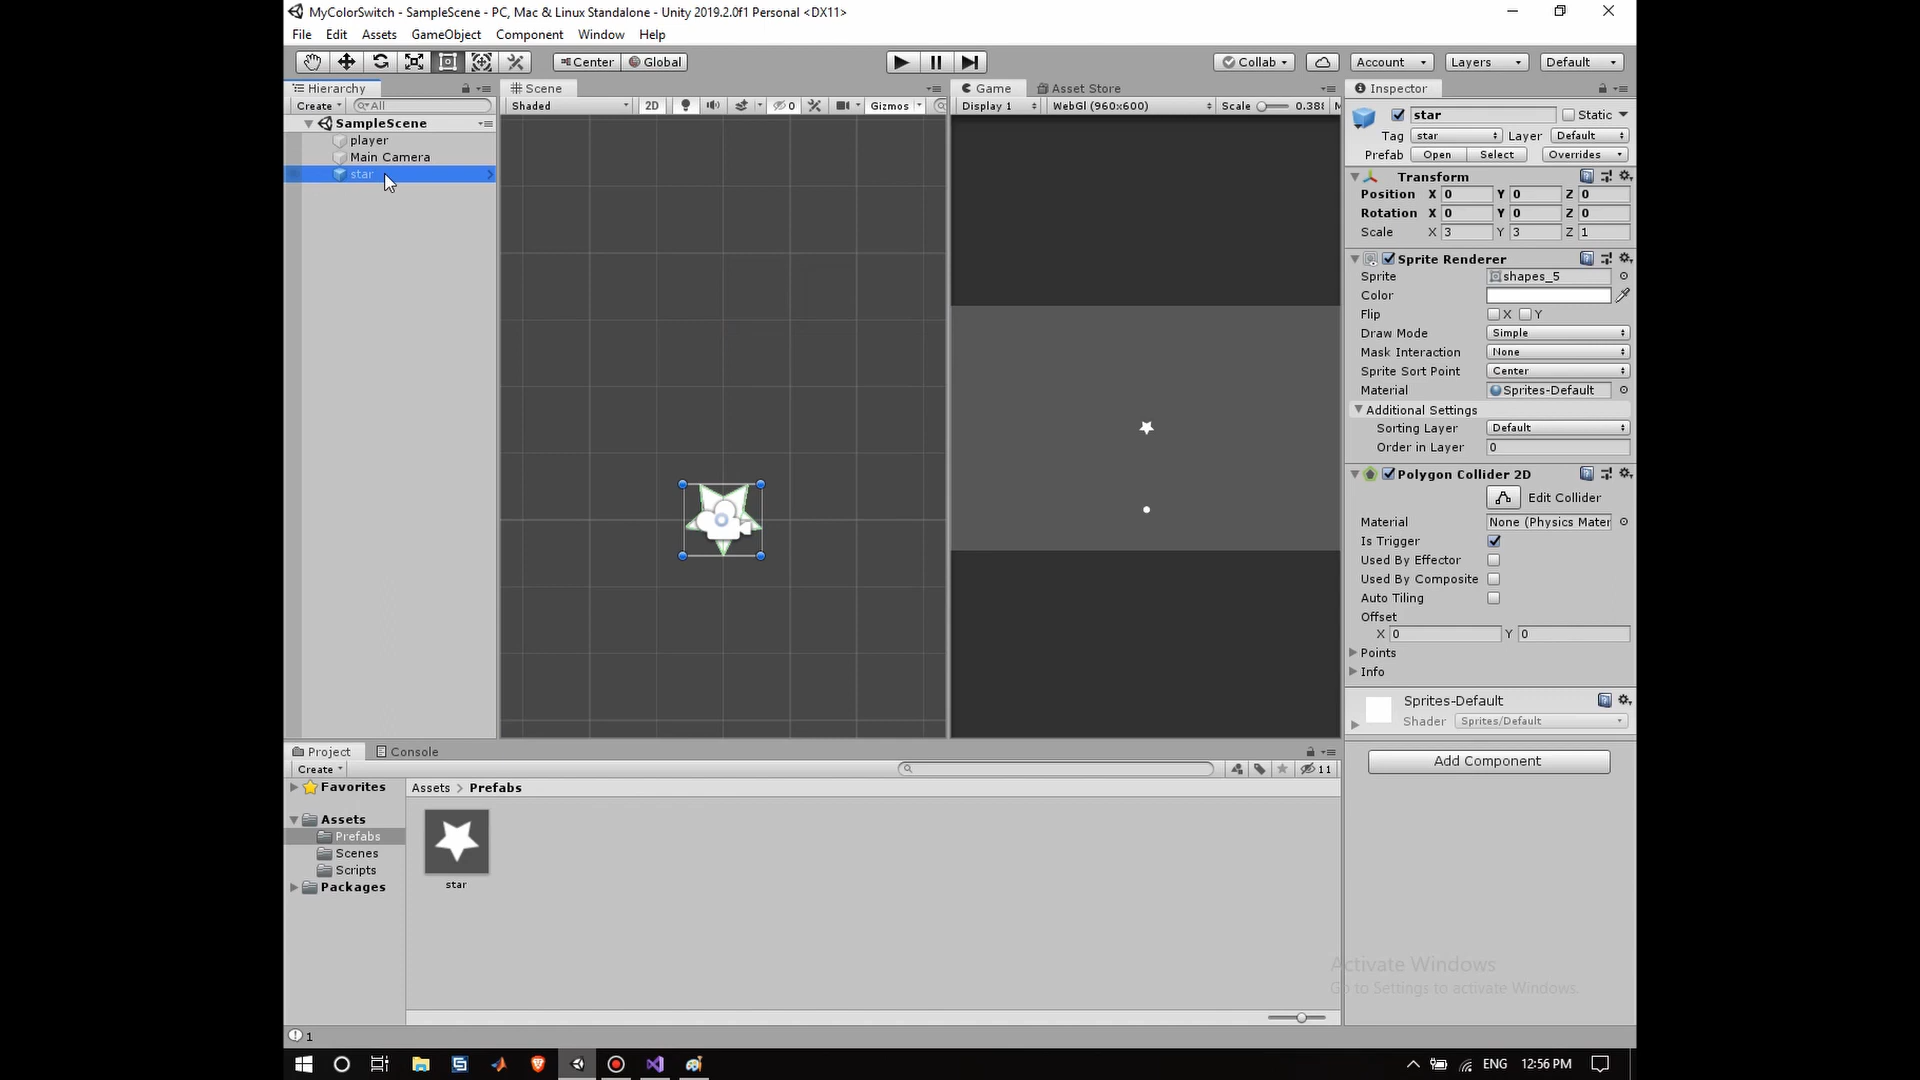 MyColorSwitch - SampleScene - PC, Mac & Linux Standalone - Unity 2019.2.0f1 Personal <DX11>
File Edit Assets GameObject Component Window Help
Center Global Collab Account Layers Default
Hierarchy
Create All
SampleScene
player
Main Camera
star
Scene
Shaded 2D 0 Gizmos
Game Asset Store
Display 1 WebGl (960x600) Scale 0.388 M
Inspector
star Static
Tag star Layer Default
Prefab Open Select Overrides
Transform
Position X 0 Y 0 Z 0
Rotation X 0 Y 0 Z 0
Scale X 3 Y 3 Z 1
Sprite Renderer
Sprite shapes_5
Color
Flip X Y
Draw Mode Simple
Mask Interaction None
Sprite Sort Point Center
Material Sprites-Default
Additional Settings
Sorting Layer Default
Order in Layer 0
Polygon Collider 2D
Edit Collider
Material None (Physics Mater
Is Trigger
Used By Effector
Used By Composite
Auto Tiling
Offset
X 0 Y 0
Points
Info
Sprites-Default
Shader Sprites/Default
Add Component
Project Console
Create 11
Favorites
Assets
Prefabs
Scenes
Scripts
Packages
Assets > Prefabs
star
Activate Windows
Go to Settings to activate Windows.
1
ENG 12:56 PM